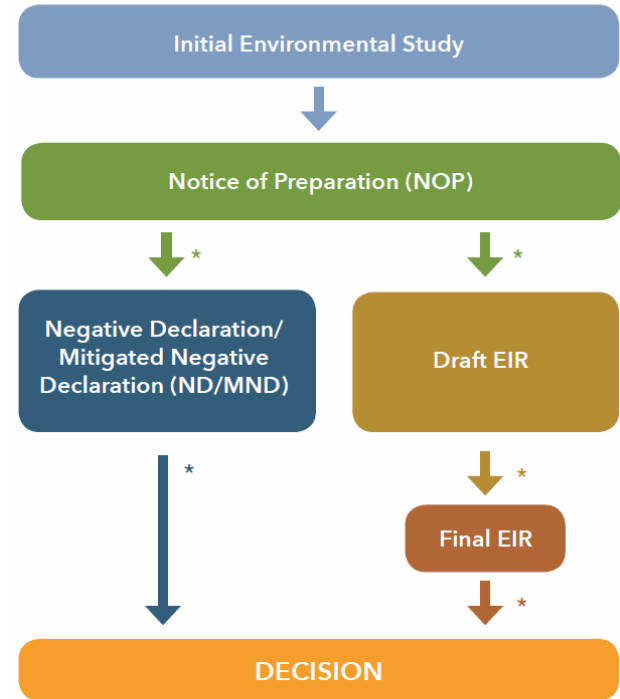 Initial Environmental Study
Notice of Preparation (NOP)
*
*
Negative Declaration/
Mitigated Negative
Declaration (ND/MND)
Draft EIR
*
*
Final EIR
*
DECISION